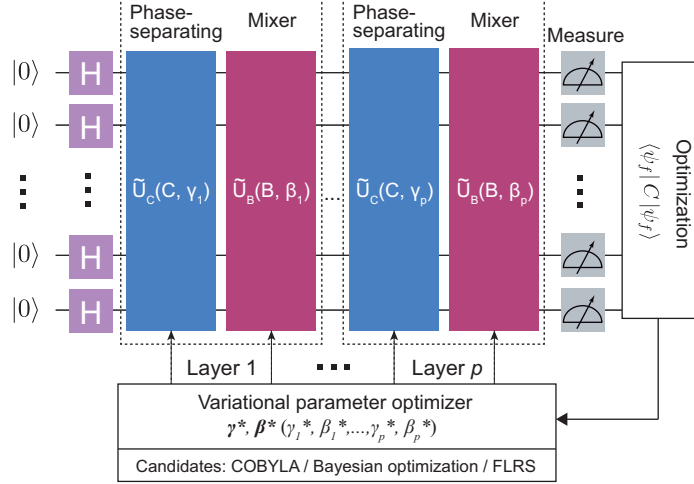 Phase-
separating
Mixer
Phase-
separating
Mixer
Measure
|0⟩ H
|0⟩ H
Ũ_C(C, γ_1)
Ũ_B(B, β_1)
...
Ũ_C(C, γ_p)
Ũ_B(B, β_p)
|0⟩ H
|0⟩ H
Optimization
⟨ψ_f| C |ψ_f⟩
Layer 1
Layer p
Variational parameter optimizer
γ*, β* (γ_1*, β_1*,...,γ_p*, β_p*)
Candidates: COBYLA / Bayesian optimization / FLRS